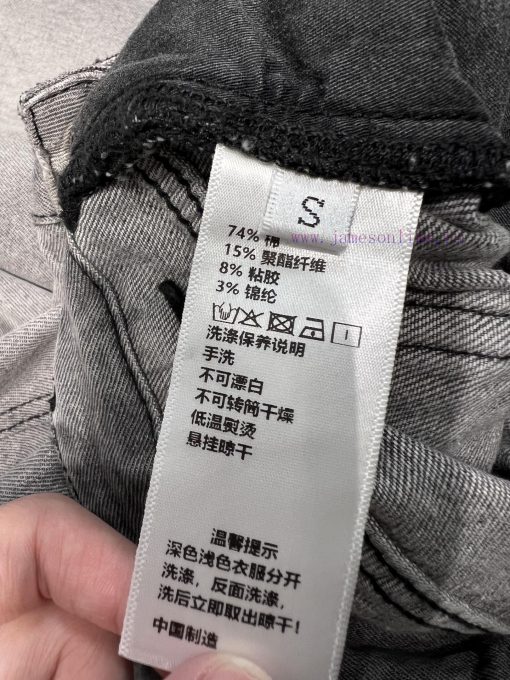 S
74% 棉
15% 聚酯纤维
8% 粘胶
3% 锦纶
洗涤保养说明
手洗
不可漂白
不可转筒干燥
低温熨烫
悬挂晾干
温馨提示
深色浅色衣服分开
洗涤，反面洗涤，
洗后立即取出晾干！
中国制造